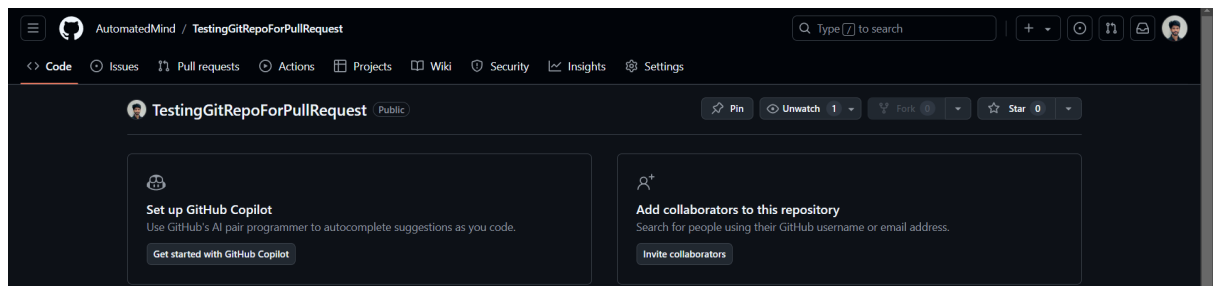 AutomatedMind / TestingGitRepoForPullRequest
Type / to search
Code Issues Pull requests Actions Projects Wiki Security Insights Settings
TestingGitRepoForPullRequest Public
Pin Unwatch 1 Fork 0 Star 0
Set up GitHub Copilot
Use GitHub's AI pair programmer to autocomplete suggestions as you code.
Get started with GitHub Copilot
Add collaborators to this repository
Search for people using their GitHub username or email address.
Invite collaborators